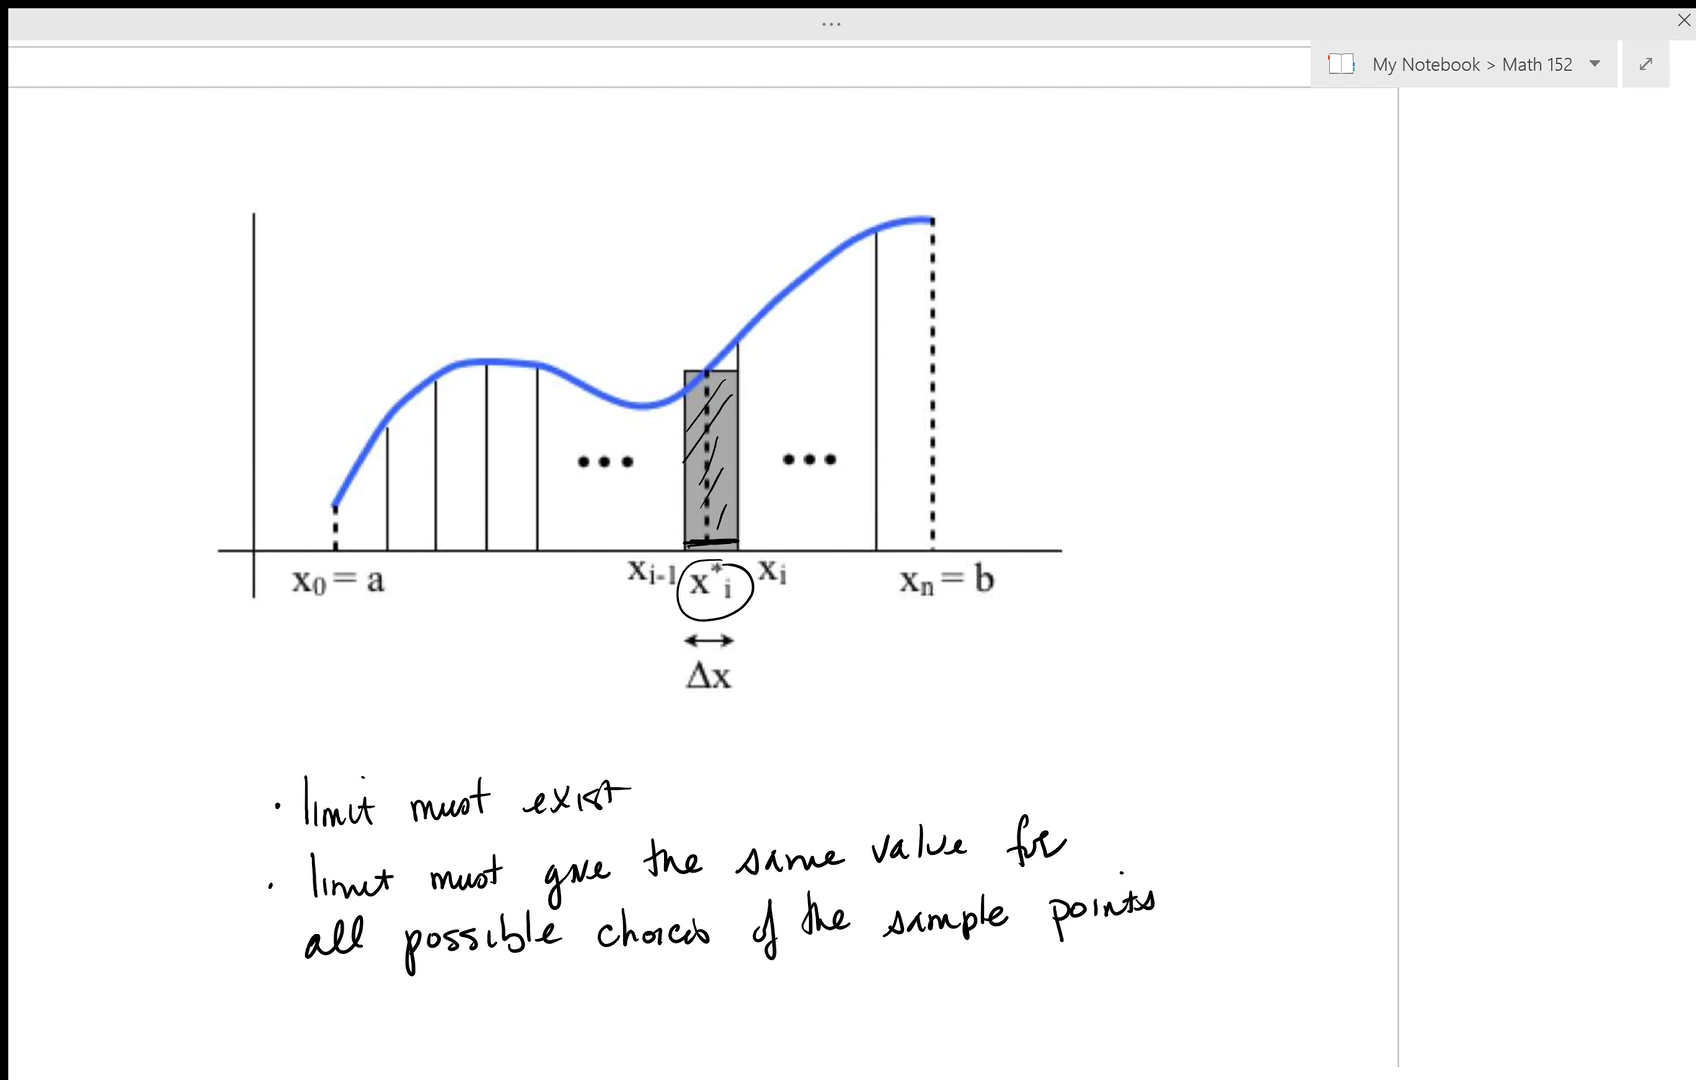 ...
My Notebook > Math 152
• • • • • •
x₀ = a xᵢ₋₁ x*ᵢ xᵢ xₙ = b
Δx
· limit must exist
· limit must give the same value for
all possible choices of the sample points